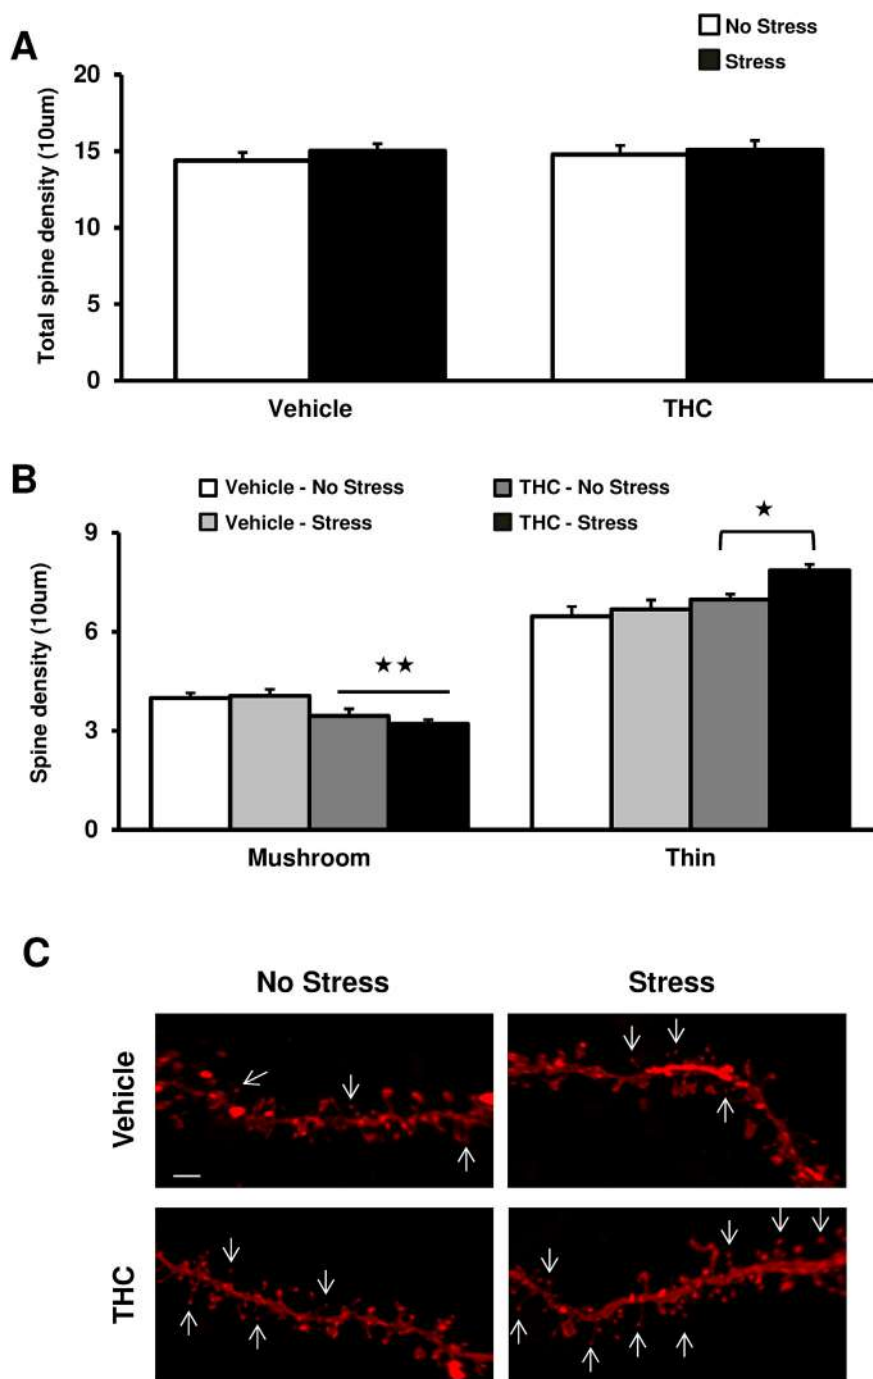 A
No Stress
Stress
Total spine density (10um)
20
15
10
5
0
Vehicle
THC
B
Vehicle - No Stress
THC - No Stress
Vehicle - Stress
THC - Stress
Spine density (10um)
9
6
3
0
★★
★
Mushroom
Thin
C
No Stress
Stress
Vehicle
THC